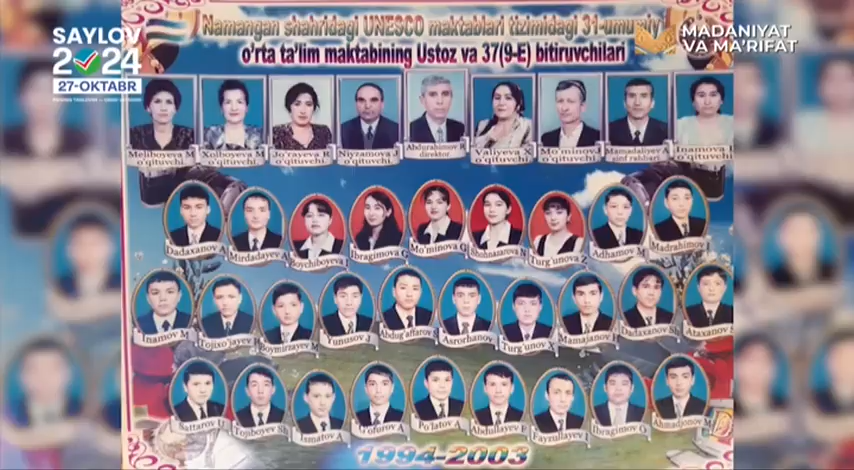 SAYLOV
2024
27-OKTABR
MADANIYAT
VA MA'RIFAT
Namangan shahridagi UNESCO maktablari tizimidagi 31-umumiy
o'rta ta'lim maktabining Ustoz va 37(9-E) bitiruvchilari
Meliboyeva M
o'qituvchi
Xolboyeva M
o'qituvchi
Jo'rayeva R
o'qituvchi
Niyzamova J
o'qituvchi
Abdurahimov R
direktor
Valiyeva X
o'qituvchi
Mo'minov J
o'qituvchi
Mamadaliyev A
sinf rahbari
Inamova I
o'qituvchi
Dadaxanov A
Mirdadayev A
Boychiboyeva
Ibragimova G
Mo'minova G
Shohnazarova N
Turg'unova Z
Adhamov M
Madrahimov
Inamov M
Tojixo'jayev
Boymirzayev M
Yunusov
Abdug'affarov S
Asrorhanov
Turg'unov X
Mamajanov
Dadaxanov Sh
Ataxanov S
Sattarov U
Tojiboyev Sh
Ismatov A
G'ofurov A
Po'latov A
Abdullayev
Fayzullayev I
Ibragimov G
Ahmadjonov M
1994-2003